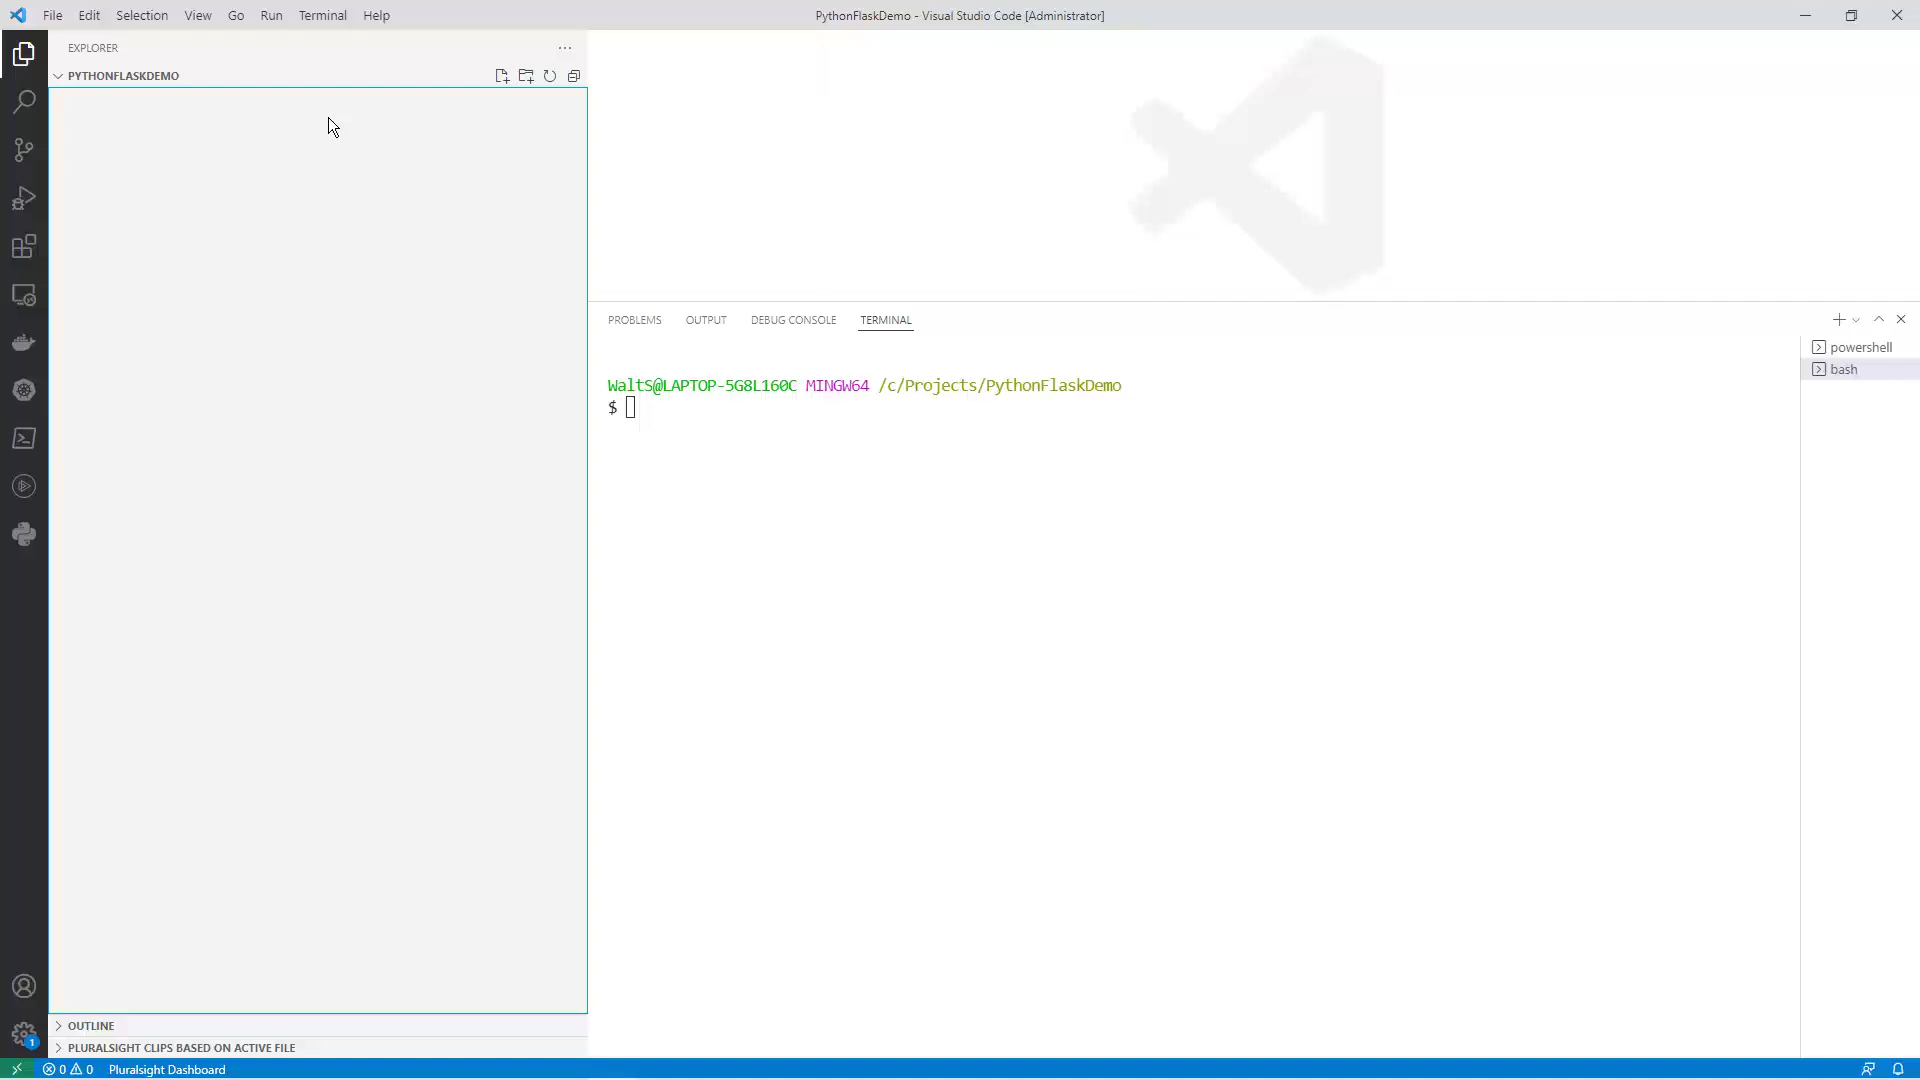 File Edit Selection View Go Run Terminal Help
PythonFlaskDemo - Visual Studio Code [Administrator]
EXPLORER
PYTHONFLASKDEMO
PROBLEMS OUTPUT DEBUG CONSOLE TERMINAL
powershell
bash
WaltS@LAPTOP-5G8L160C MINGW64 /c/Projects/PythonFlaskDemo
$
OUTLINE
PLURALSIGHT CLIPS BASED ON ACTIVE FILE
1
0 0 Pluralsight Dashboard